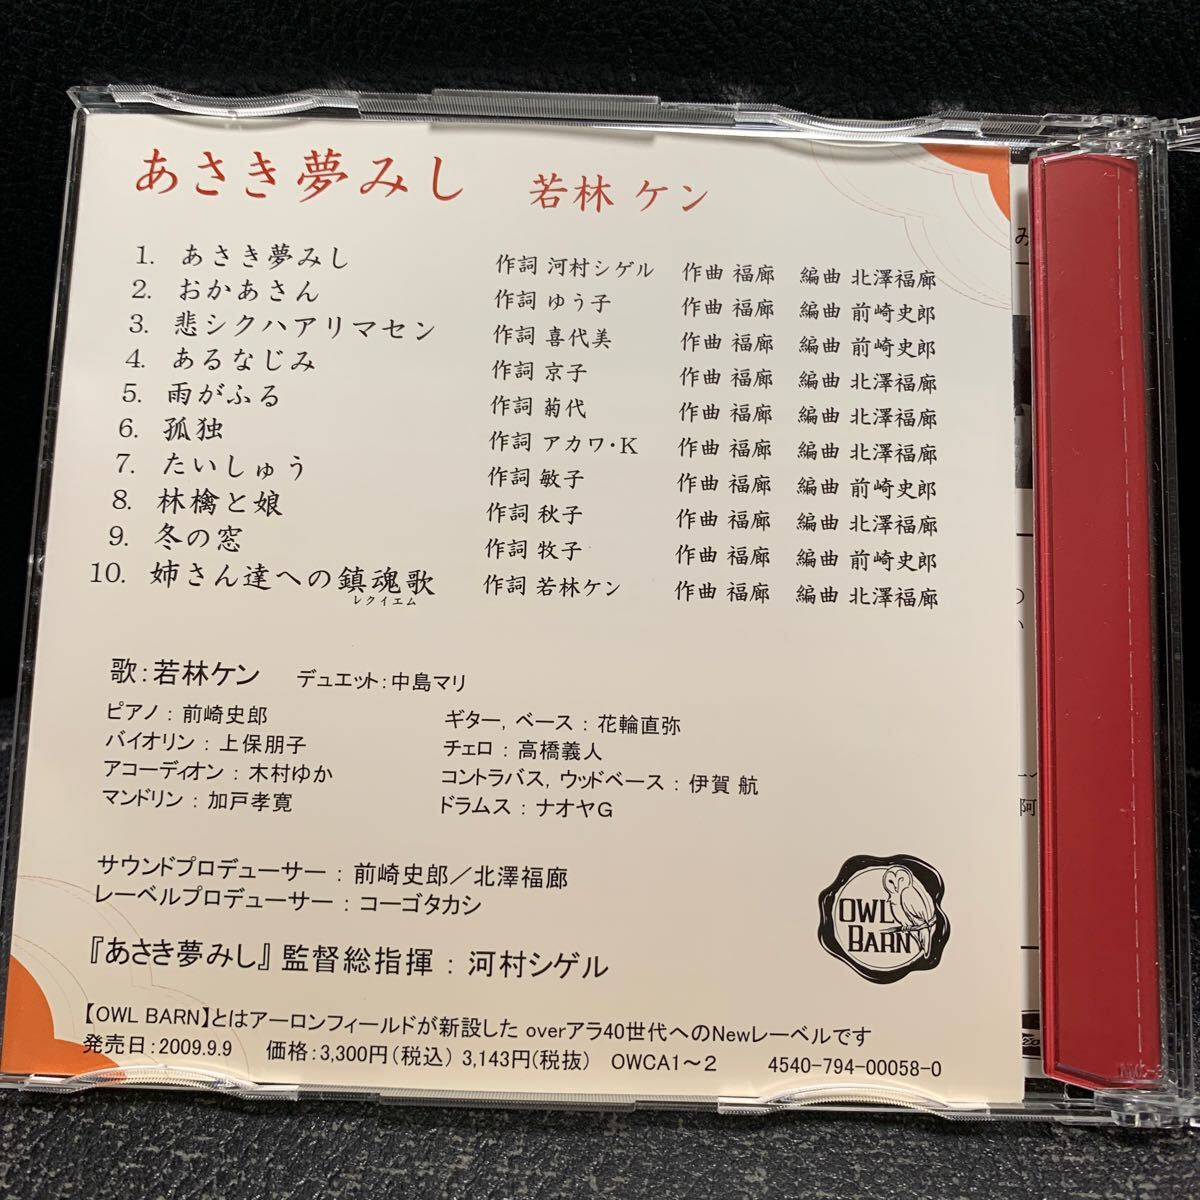 あさき夢みし 若林 ケン
1. あさき夢みし 作詞 河村シゲル 作曲 福廊 編曲 北澤福廊
2. おかあさん 作詞 ゆう子 作曲 福廊 編曲 前崎史郎
3. 悲シクハアリマセン 作詞 喜代美 作曲 福廊 編曲 前崎史郎
4. あるなじみ 作詞 京子 作曲 福廊 編曲 北澤福廊
5. 雨がふる 作詞 菊代 作曲 福廊 編曲 北澤福廊
6. 孤独 作詞 アカワ・K 作曲 福廊 編曲 北澤福廊
7. たいしゅう 作詞 敏子 作曲 福廊 編曲 前崎史郎
8. 林檎と娘 作詞 秋子 作曲 福廊 編曲 北澤福廊
9. 冬の窓 作詞 牧子 作曲 福廊 編曲 前崎史郎
10. 姉さん達への鎮魂歌 作詞 若林ケン 作曲 福廊 編曲 北澤福廊
レクイエム
歌：若林ケン デュエット：中島マリ
ピアノ：前崎史郎 ギター，ベース：花輪直弥
バイオリン：上保朋子 チェロ：高橋義人
アコーディオン：木村ゆか コントラバス，ウッドベース：伊賀 航
マンドリン：加戸孝寛 ドラムス：ナオヤG
サウンドプロデューサー：前崎史郎／北澤福廊
レーベルプロデューサー：コーゴタカシ
『あさき夢みし』監督総指揮：河村シゲル
OWL
BARN
【OWL BARN】とはアーロンフィールドが新設した overアラ40世代へのNewレーベルです
発売日：2009.9.9 価格：3,300円（税込） 3,143円（税抜） OWCA1～2 4540-794-00058-0